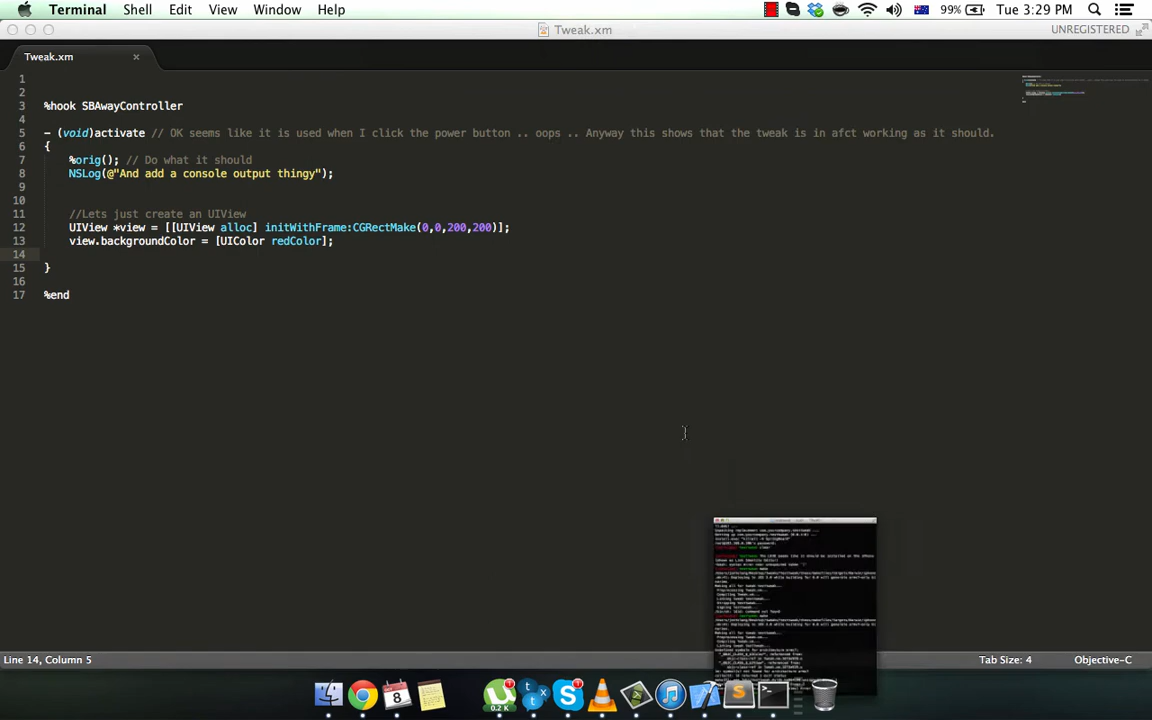 Terminal Shell Edit View Window Help 99% Tue 3:29 PM
Tweak.xm UNREGISTERED
Tweak.xm ×
1
2
3 %hook SBAwayController
4
5 - (void)activate // OK seems like it is used when I click the power button .. oops .. Anyway this shows that the tweak is in afct working as it should.
6 {
7 %orig(); // Do what it should
8 NSLog(@"And add a console output thingy");
9
10
11 //Lets just create an UIView
12 UIView *view = [[UIView alloc] initWithFrame:CGRectMake(0,0,200,200)];
13 view.backgroundColor = [UIColor redColor];
14
15 }
16
17 %end
Line 14, Column 5 Tab Size: 4 Objective-C
8
0.2 K
1
1